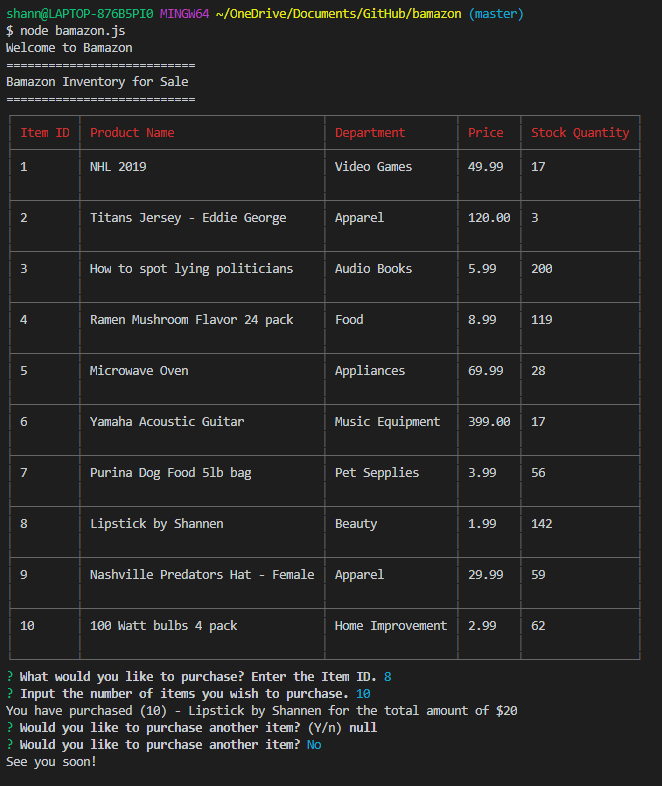 shann@LAPTOP-876B5PI0 MINGW64 ~/OneDrive/Documents/GitHub/bamazon (master)
$ node bamazon.js
Welcome to Bamazon
===========================
Bamazon Inventory for Sale
===========================
Item ID Product Name Department Price Stock Quantity
1 NHL 2019 Video Games 49.99 17
2 Titans Jersey - Eddie George Apparel 120.00 3
3 How to spot lying politicians Audio Books 5.99 200
4 Ramen Mushroom Flavor 24 pack Food 8.99 119
5 Microwave Oven Appliances 69.99 28
6 Yamaha Acoustic Guitar Music Equipment 399.00 17
7 Purina Dog Food 5lb bag Pet Sepplies 3.99 56
8 Lipstick by Shannen Beauty 1.99 142
9 Nashville Predators Hat - Female Apparel 29.99 59
10 100 Watt bulbs 4 pack Home Improvement 2.99 62
? What would you like to purchase? Enter the Item ID. 8
? Input the number of items you wish to purchase. 10
You have purchased (10) - Lipstick by Shannen for the total amount of $20
? Would you like to purchase another item? (Y/n) null
? Would you like to purchase another item? No
See you soon!